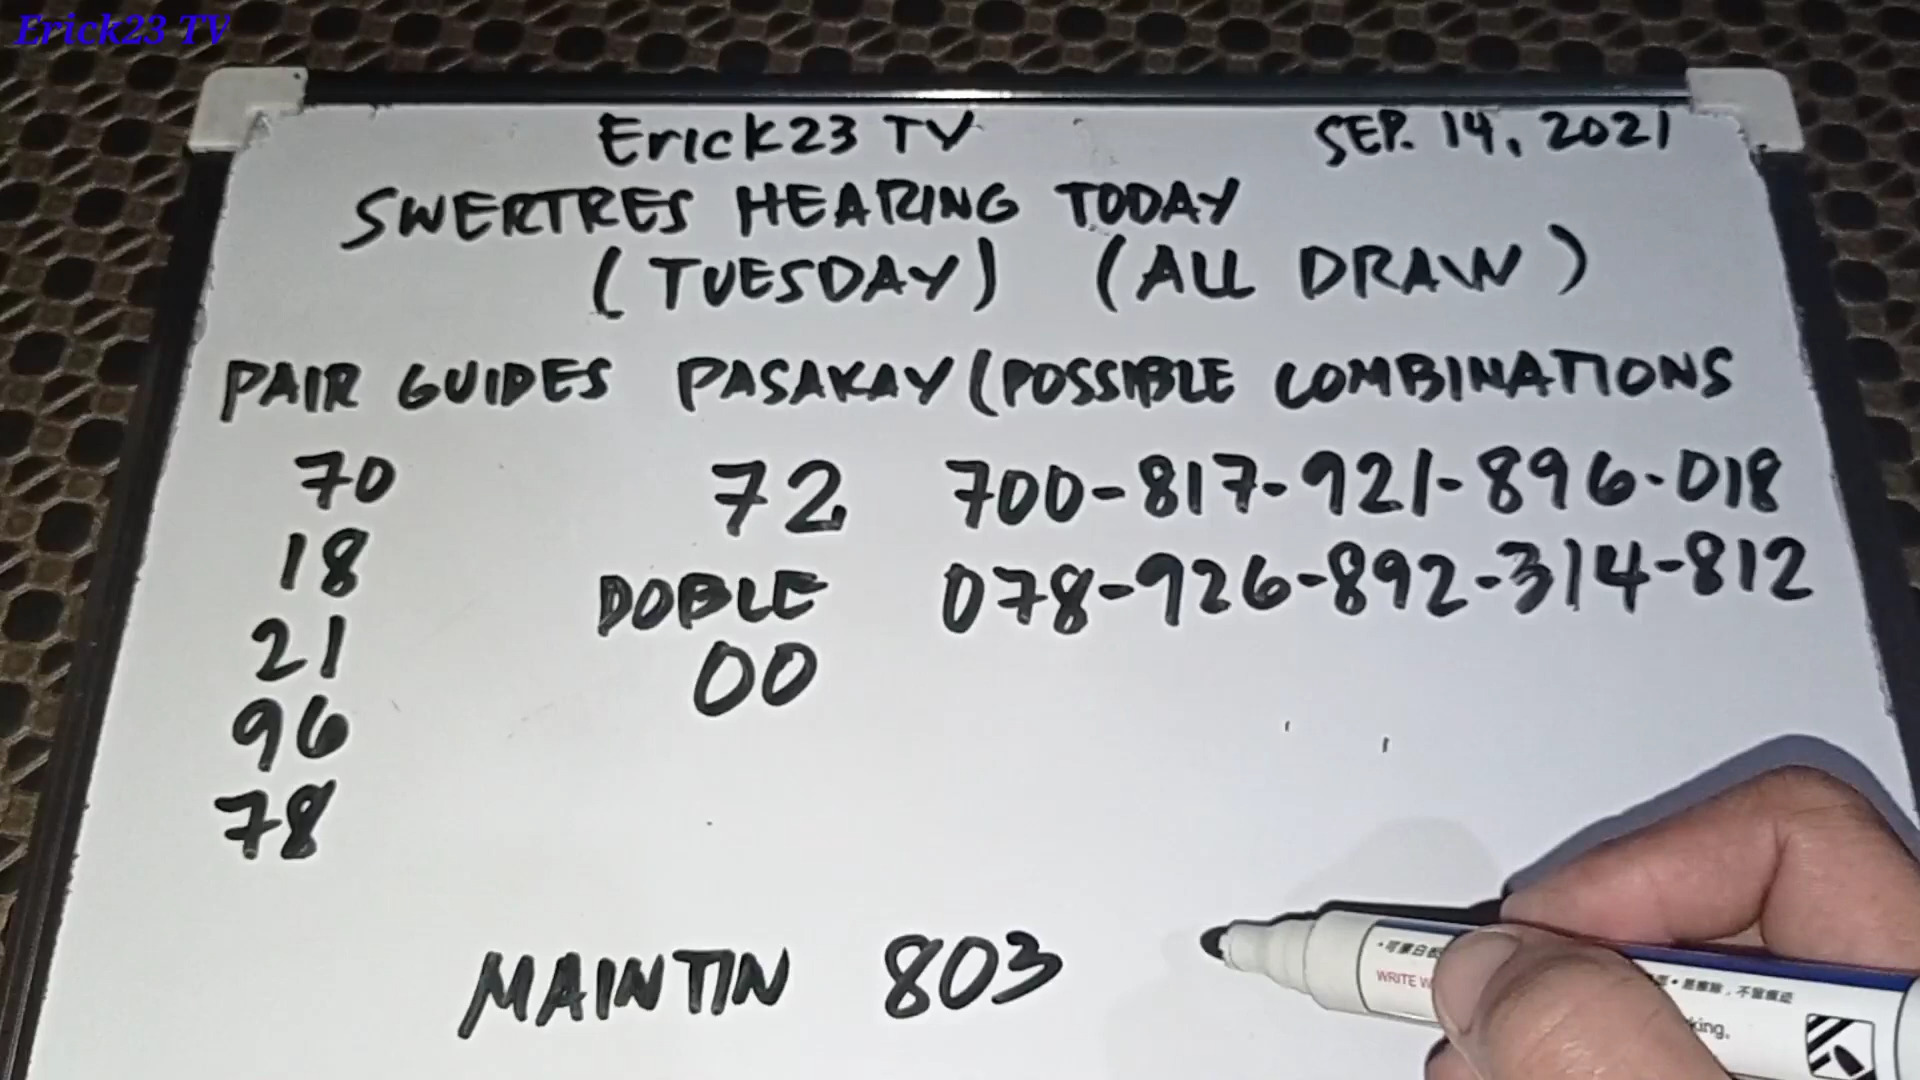 Erick23 TV
Erick23 TV SEP. 14, 2021
SWERTRES HEARING TODAY
(TUESDAY) (ALL DRAW)
PAIR GUIDES PASAKAY (POSSIBLE COMBINATIONS
70 72 700-817-921-896-018
18 DOBLE 078-926-892-314-812
21 00
96
78
MAINTIN 803
WRITE
king.